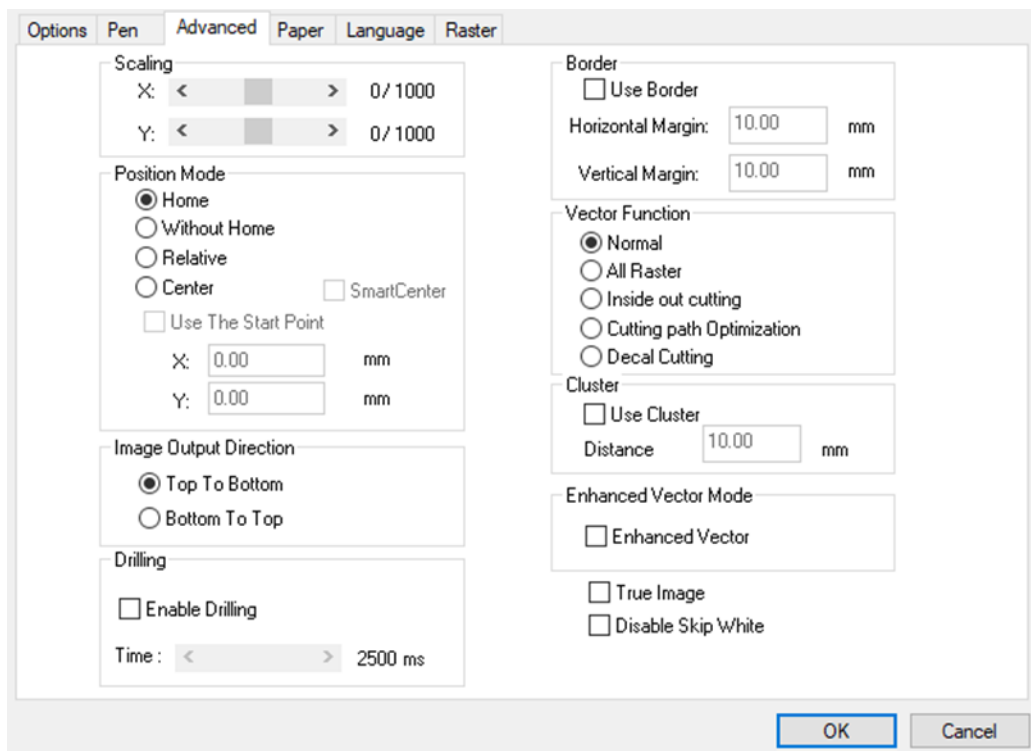 Options Pen Advanced Paper Language Raster
Scaling
X: < > 0/1000
Y: < > 0/1000
Position Mode
Home
Without Home
Relative
Center SmartCenter
Use The Start Point
X: 0.00 mm
Y: 0.00 mm
Image Output Direction
Top To Bottom
Bottom To Top
Drilling
Enable Drilling
Time : < > 2500 ms
Border
Use Border
Horizontal Margin: 10.00 mm
Vertical Margin: 10.00 mm
Vector Function
Normal
All Raster
Inside out cutting
Cutting path Optimization
Decal Cutting
Cluster
Use Cluster
Distance 10.00 mm
Enhanced Vector Mode
Enhanced Vector
True Image
Disable Skip White
OK Cancel